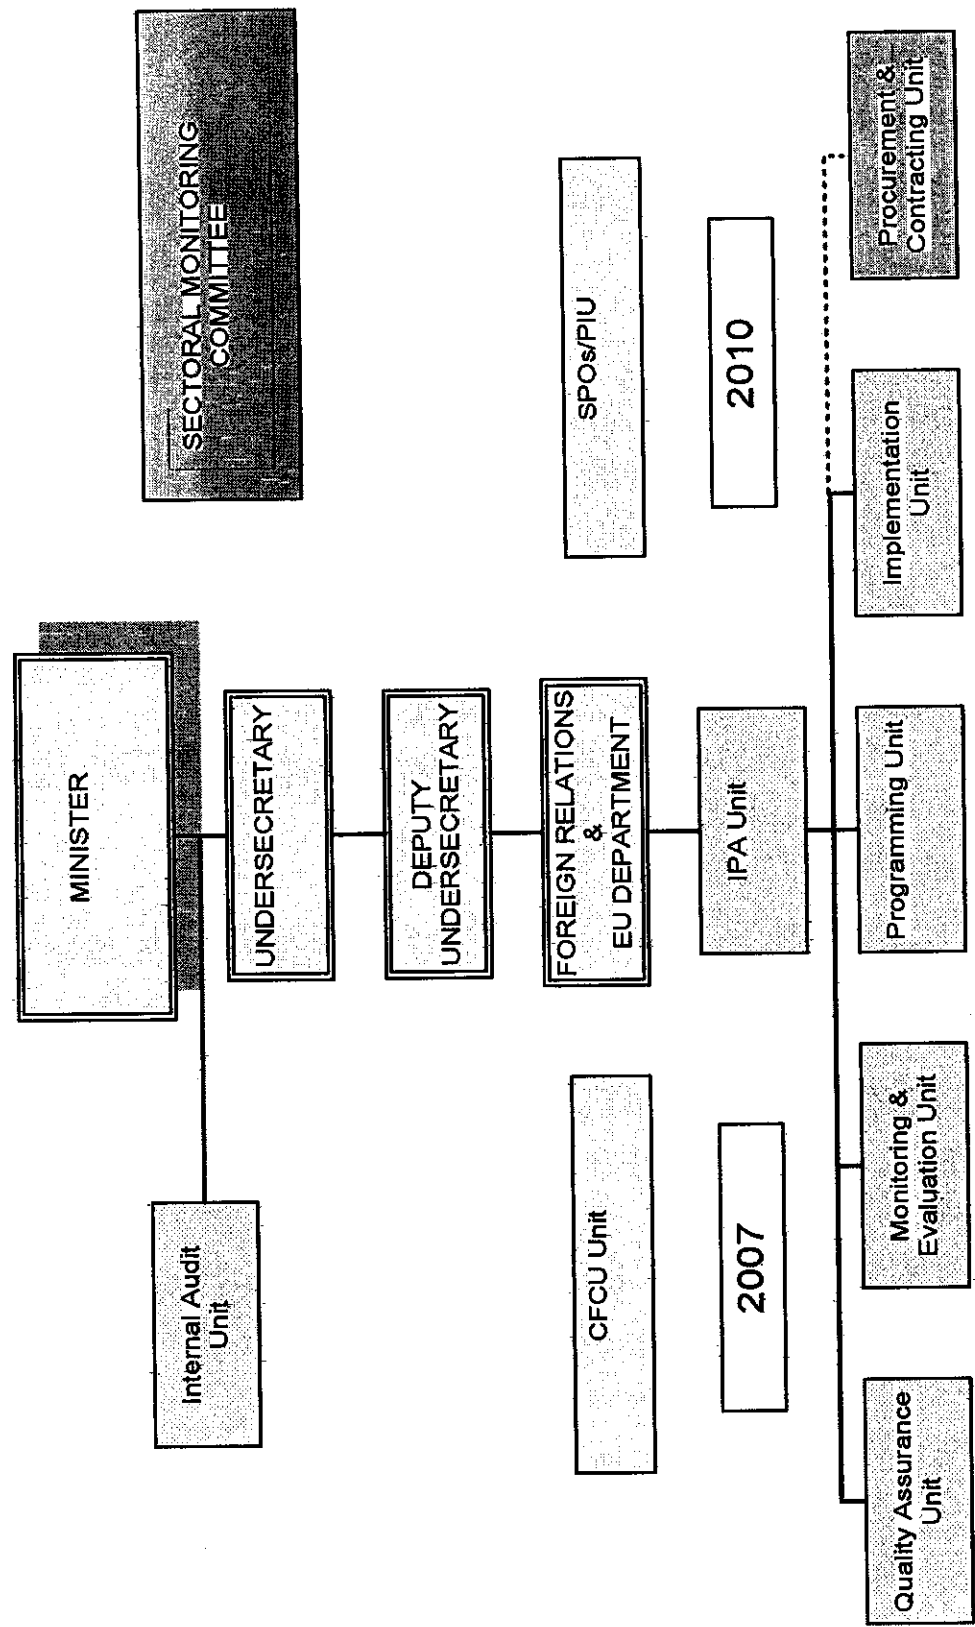 MINISTER
SECTORAL MONITORING
COMMITTEE
Internal Audit
Unit
UNDERSECRETARY
DEPUTY
UNDERSECRETARY
CFCU Unit
FOREIGN RELATIONS
&
EU DEPARTMENT
SPOs/PIU
2007
IPA Unit
2010
Quality Assurance
Unit
Monitoring &
Evaluation Unit
Programming Unit
Implementation
Unit
Procurement &
Contracting Unit